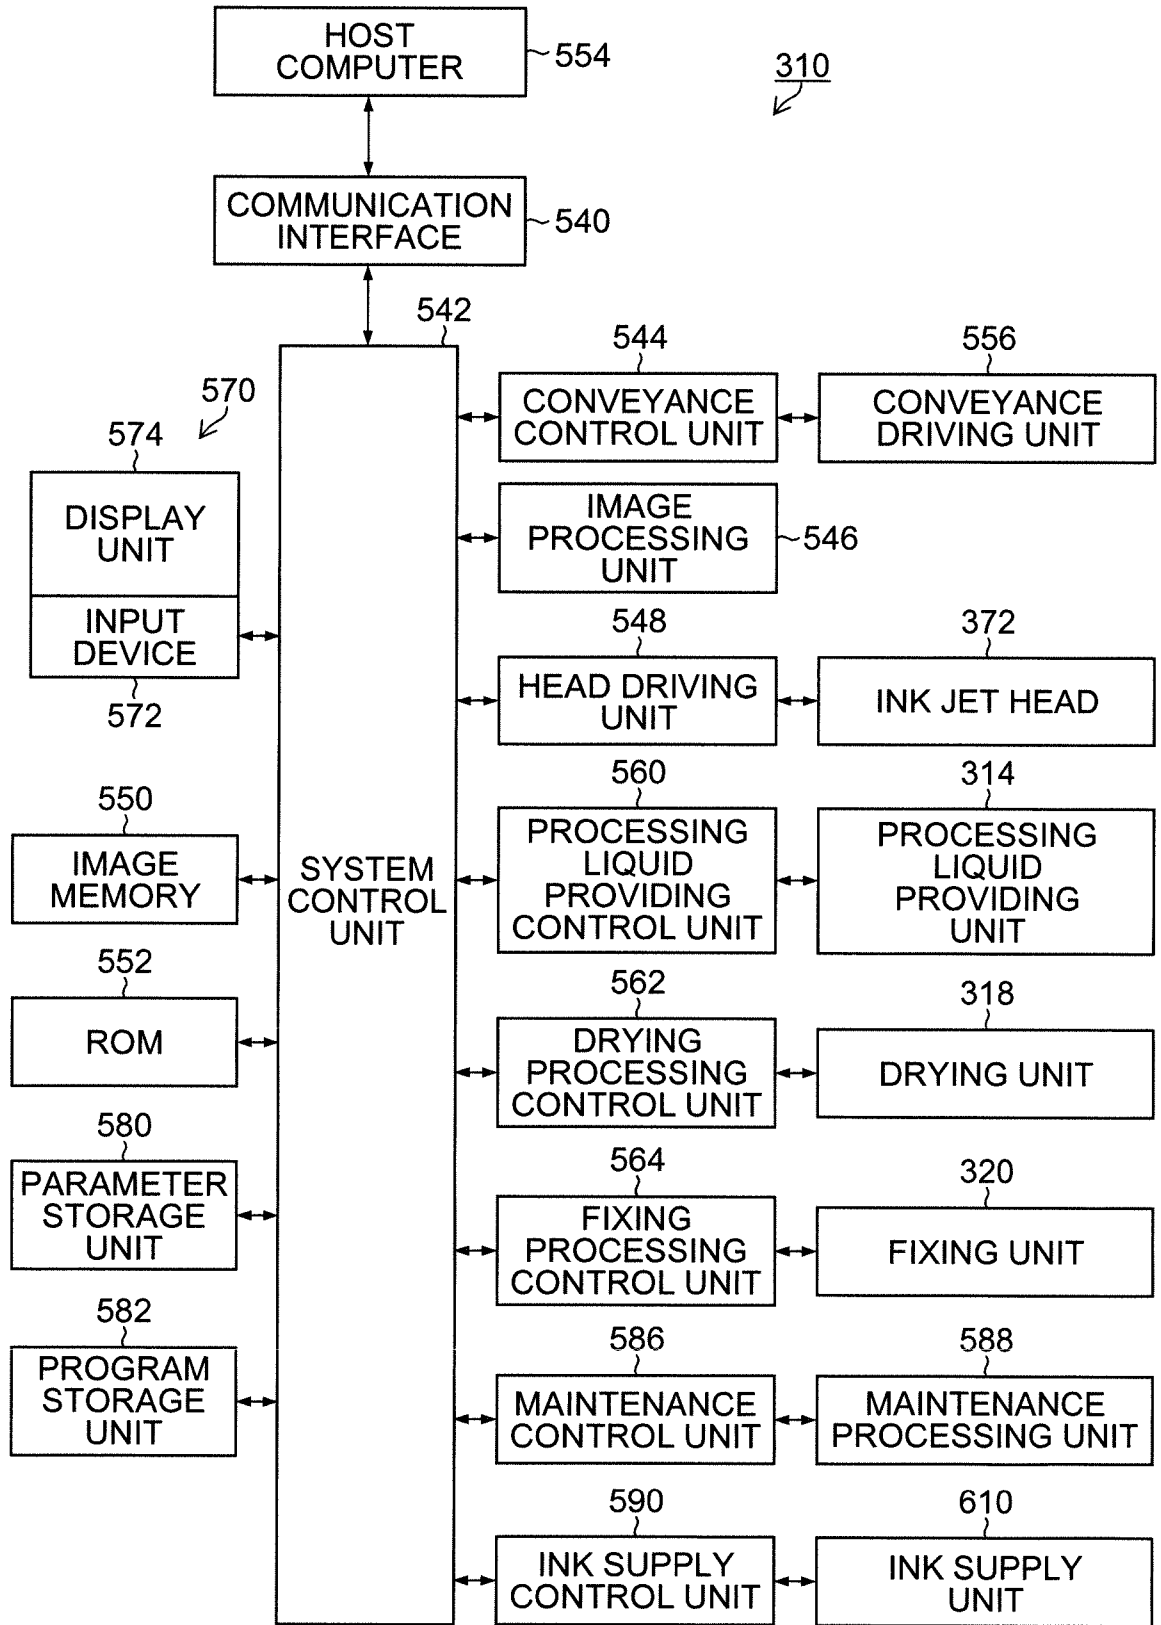 HOST
COMPUTER
554
310
COMMUNICATION
INTERFACE
540
542
544
556
CONVEYANCE
CONTROL UNIT
CONVEYANCE
DRIVING UNIT
570
574
DISPLAY
UNIT
INPUT
DEVICE
572
IMAGE
PROCESSING
UNIT
546
548
372
HEAD DRIVING
UNIT
INK JET HEAD
550
IMAGE
MEMORY
SYSTEM
CONTROL
UNIT
560
314
PROCESSING
LIQUID
PROVIDING
CONTROL UNIT
PROCESSING
LIQUID
PROVIDING
UNIT
552
ROM
562
318
DRYING
PROCESSING
CONTROL UNIT
DRYING UNIT
580
PARAMETER
STORAGE
UNIT
564
320
FIXING
PROCESSING
CONTROL UNIT
FIXING UNIT
582
PROGRAM
STORAGE
UNIT
586
588
MAINTENANCE
CONTROL UNIT
MAINTENANCE
PROCESSING UNIT
590
610
INK SUPPLY
CONTROL UNIT
INK SUPPLY
UNIT